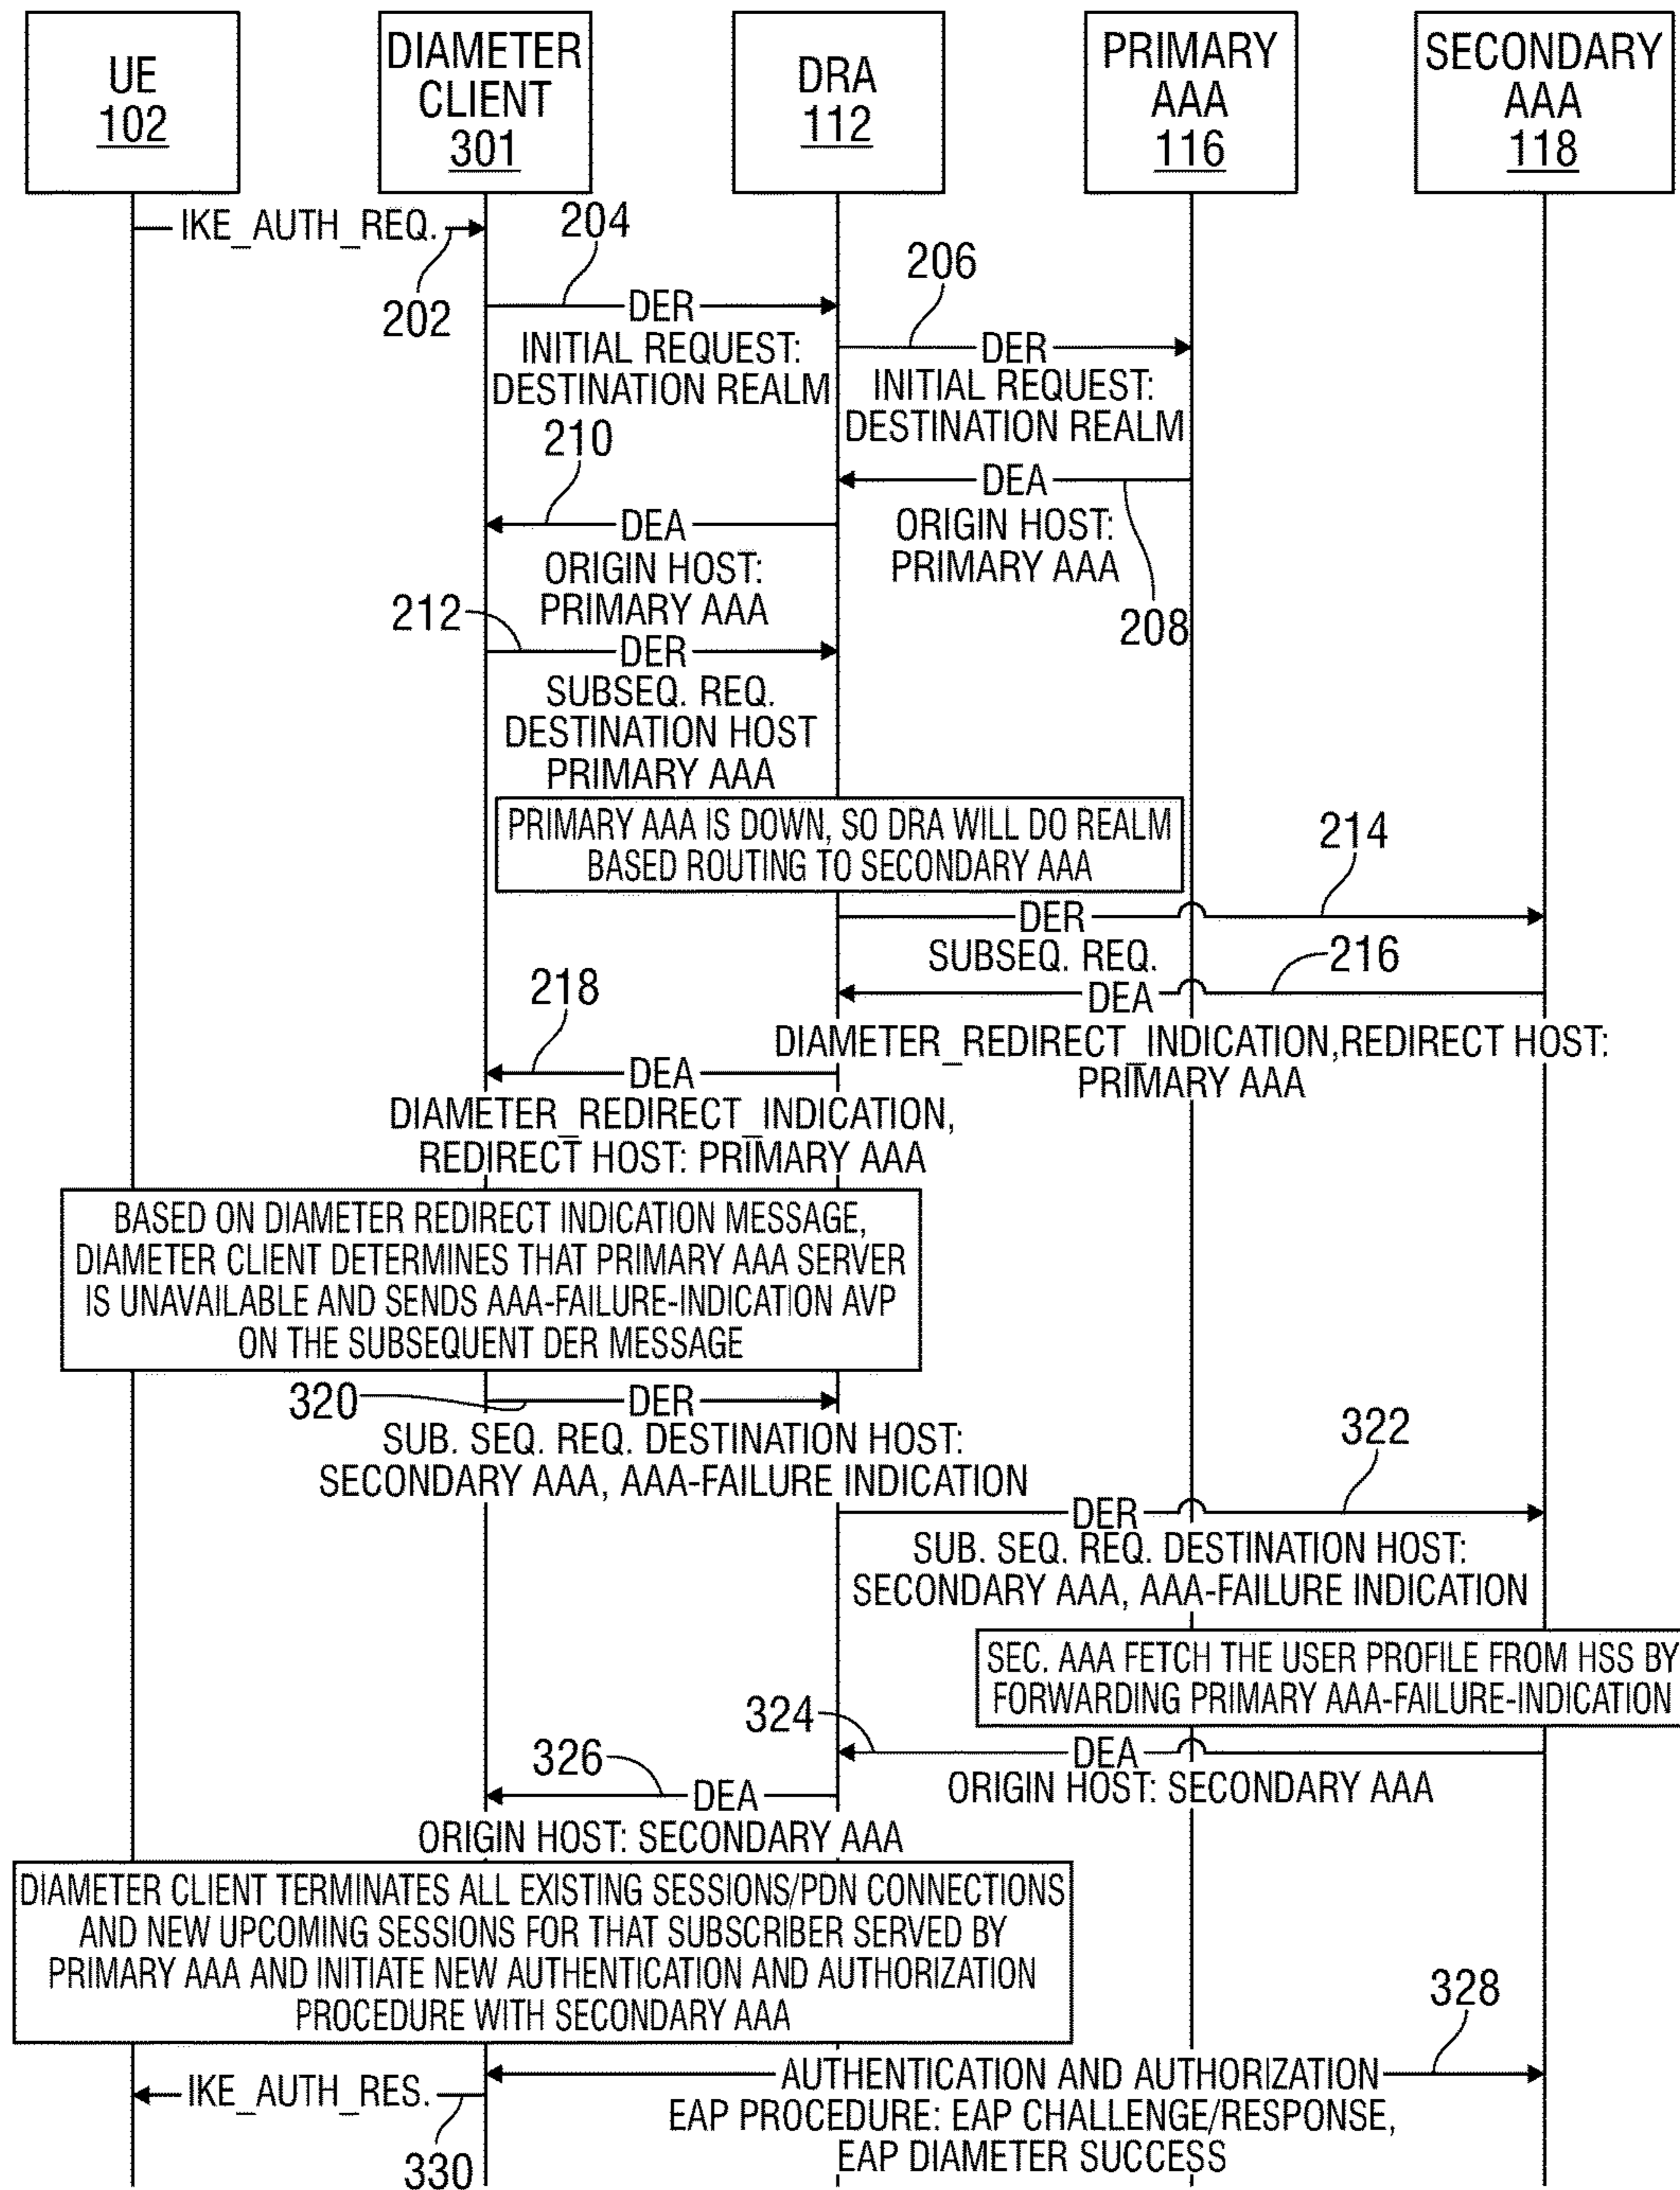 UE
102
DIAMETER
CLIENT
301
DRA
112
PRIMARY
AAA
116
SECONDARY
AAA
118
IKE_AUTH_REQ.
202
204
DER
INITIAL REQUEST:
DESTINATION REALM
206
DER
INITIAL REQUEST:
DESTINATION REALM
DEA
ORIGIN HOST:
PRIMARY AAA
208
210
DEA
ORIGIN HOST:
PRIMARY AAA
212
DER
SUBSEQ. REQ.
DESTINATION HOST
PRIMARY AAA
PRIMARY AAA IS DOWN, SO DRA WILL DO REALM
BASED ROUTING TO SECONDARY AAA
214
DER
SUBSEQ. REQ.
216
DEA
DIAMETER_REDIRECT_INDICATION,REDIRECT HOST:
PRIMARY AAA
218
DEA
DIAMETER_REDIRECT_INDICATION,
REDIRECT HOST: PRIMARY AAA
BASED ON DIAMETER REDIRECT INDICATION MESSAGE,
DIAMETER CLIENT DETERMINES THAT PRIMARY AAA SERVER
IS UNAVAILABLE AND SENDS AAA-FAILURE-INDICATION AVP
ON THE SUBSEQUENT DER MESSAGE
320
DER
SUB. SEQ. REQ. DESTINATION HOST:
SECONDARY AAA, AAA-FAILURE INDICATION
322
DER
SUB. SEQ. REQ. DESTINATION HOST:
SECONDARY AAA, AAA-FAILURE INDICATION
SEC. AAA FETCH THE USER PROFILE FROM HSS BY
FORWARDING PRIMARY AAA-FAILURE-INDICATION
324
DEA
ORIGIN HOST: SECONDARY AAA
326
DEA
ORIGIN HOST: SECONDARY AAA
DIAMETER CLIENT TERMINATES ALL EXISTING SESSIONS/PDN CONNECTIONS
AND NEW UPCOMING SESSIONS FOR THAT SUBSCRIBER SERVED BY
PRIMARY AAA AND INITIATE NEW AUTHENTICATION AND AUTHORIZATION
PROCEDURE WITH SECONDARY AAA
328
AUTHENTICATION AND AUTHORIZATION
EAP PROCEDURE: EAP CHALLENGE/RESPONSE,
EAP DIAMETER SUCCESS
IKE_AUTH_RES.
330